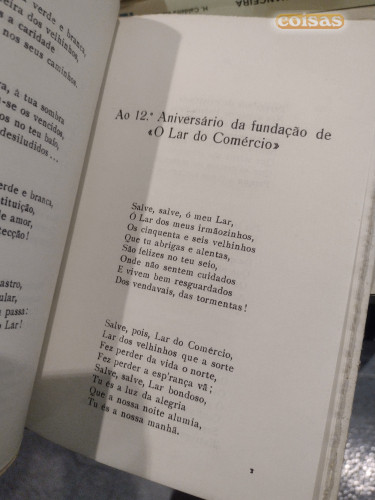 coisas
verde e branca,
eira dos velhinhos,
a caridade
nos seus caminhos.
à tua sombra
-se os vencidos,
no teu balo,
desiludidos ...
erde e branca,
tituição,
e amor,
tecção!
astro,
ular,
passa:
o Lar!
Ao 12.º Aniversário da fundação de
«O Lar do Comércio»
Salve, salve, ó meu Lar,
Ó Lar dos meus irmãozinhos,
Os cinquenta e seis velhinhos
Que tu abrigas e alentas,
São felizes no teu seio,
Onde não sentem cuidados
E vivem bem resguardados
Dos vendavais, das tormentas!
Salve, pois, Lar do Comércio,
Lar dos velhinhos que a sorte
Fez perder da vida o norte,
Fez perder a esp'rança vã;
Salve, salve, Lar bondoso,
Tu és a luz da alegria
Que a nossa noite alumia,
Tu és a nossa manhã.